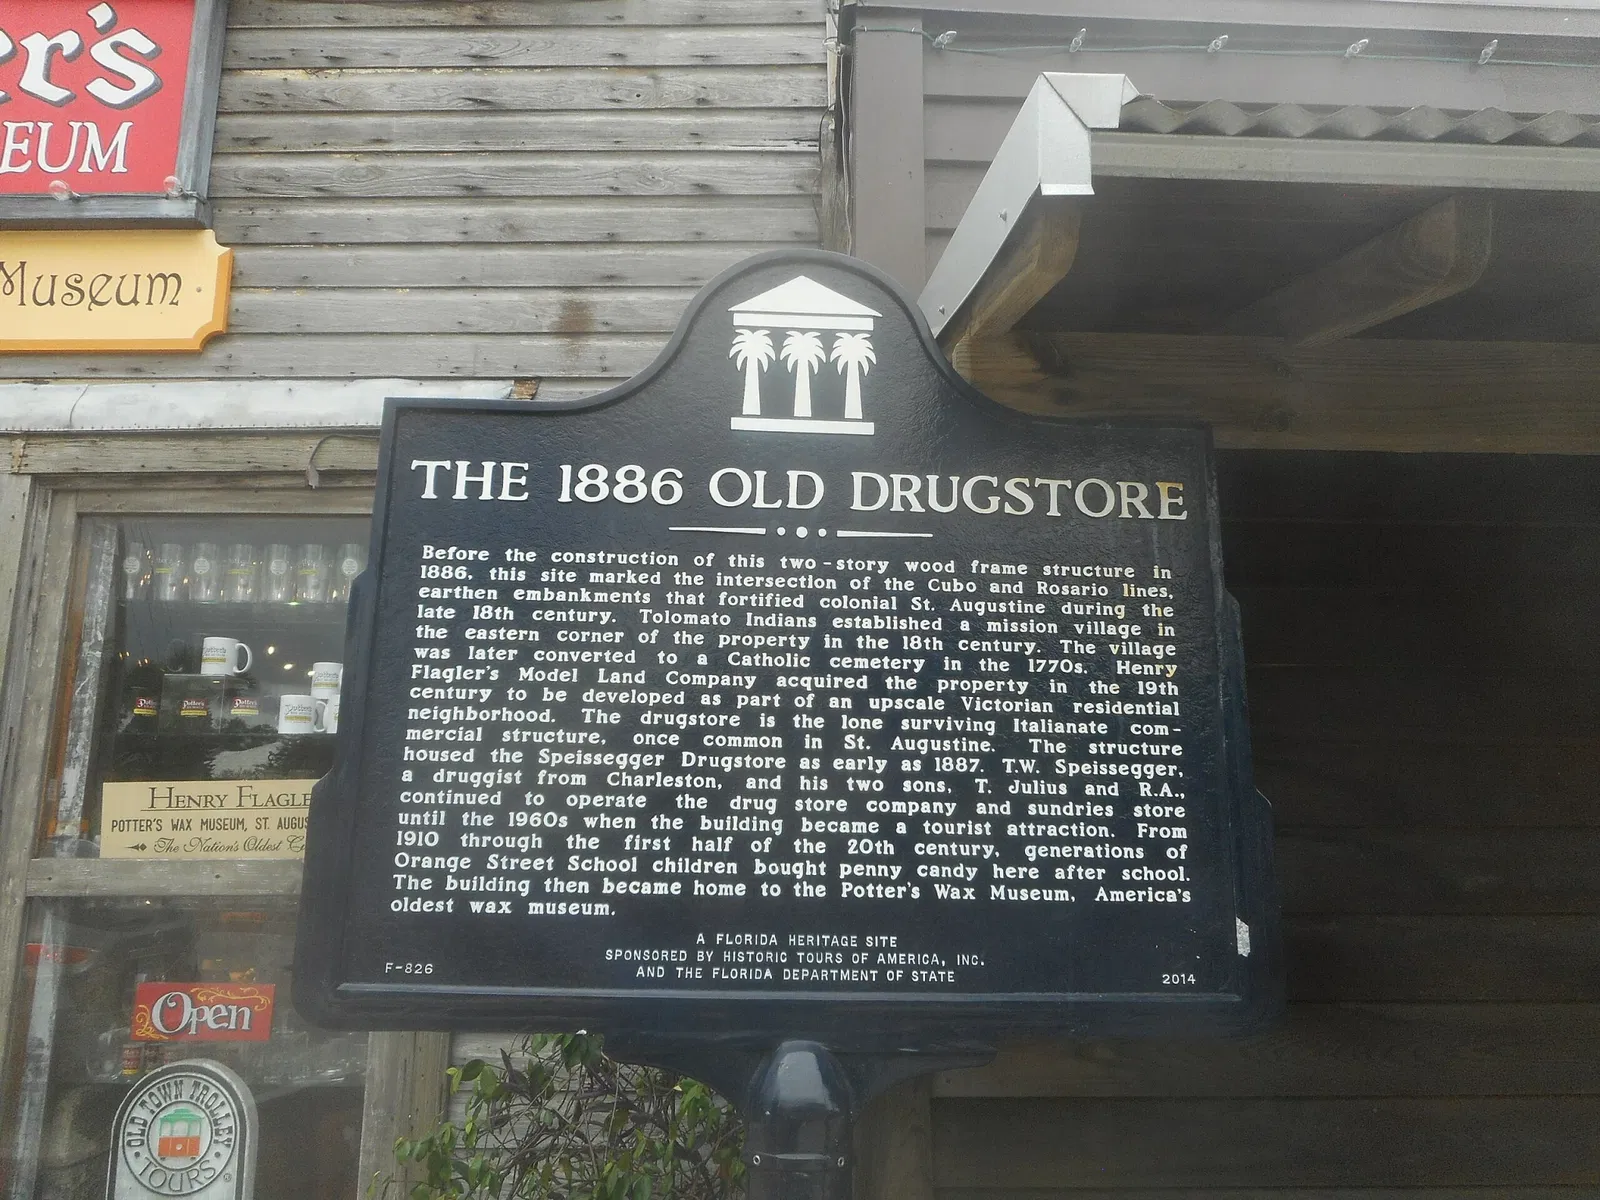 er's
EUM
Museum
THE 1886 OLD DRUGSTORE
Before the construction of this two-story wood frame structure in
1886, this site marked the intersection of the Cubo and Rosario lines,
earthen embankments that fortified colonial St. Augustine during the
late 18th century. Tolomato Indians established a mission village in
the eastern corner of the property in the 18th century. The village
was later converted to a Catholic cemetery in the 1770s. Henry
Flagler's Model Land Company acquired the property in the 19th
century to be developed as part of an upscale Victorian residential
neighborhood. The drugstore is the lone surviving Italianate com-
mercial structure, once common in St. Augustine. The structure
housed the Speissegger Drugstore as early as 1887. T.W. Speissegger,
a druggist from Charleston, and his two sons, T. Julius and R.A.,
continued to operate the drug store company and sundries store
until the 1960s when the building became a tourist attraction. From
1910 through the first half of the 20th century, generations of
Orange Street School children bought penny candy here after school.
The building then became home to the Potter's Wax Museum, America's
oldest wax museum.
A FLORIDA HERITAGE SITE
SPONSORED BY HISTORIC TOURS OF AMERICA, INC.
AND THE FLORIDA DEPARTMENT OF STATE
F-826
2014
Potter's
Potter's
Potter's
HENRY FLAGLE
POTTER'S WAX MUSEUM, ST. AUGUS
The Nation's Oldest
Open
OLD TOWN TROLLEY
TOURS